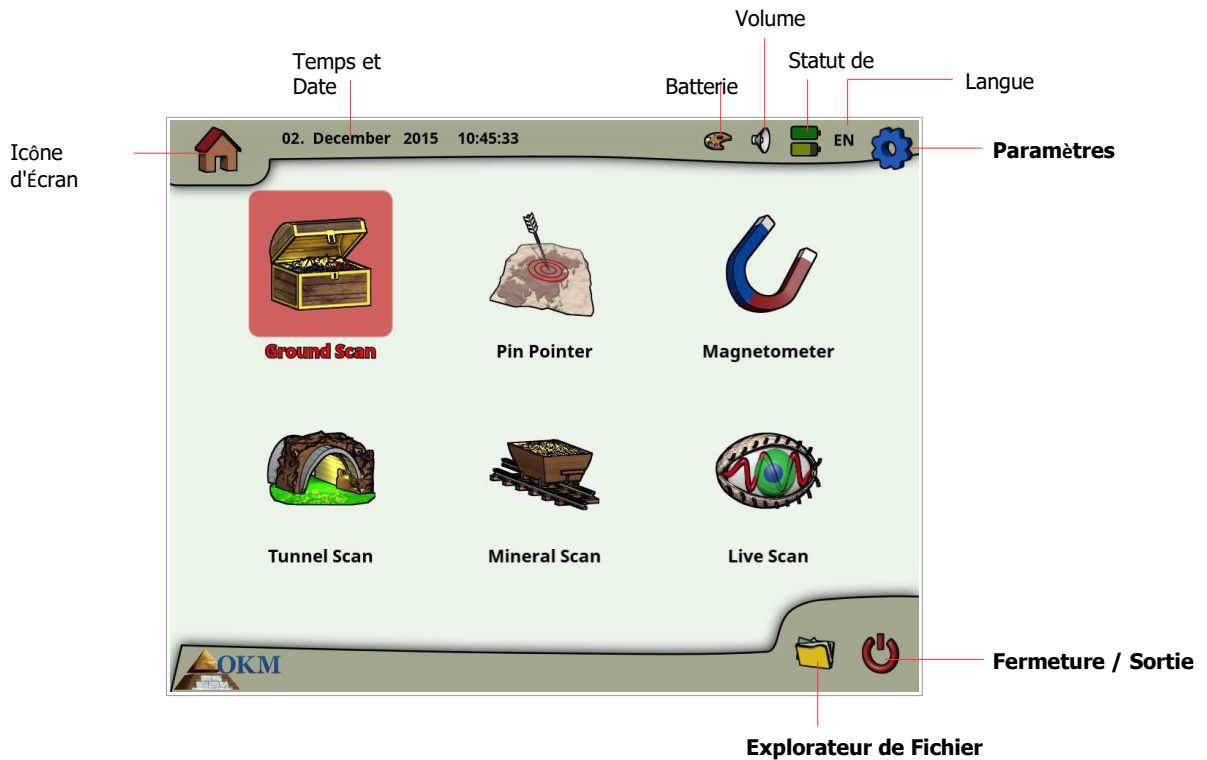 Volume
Temps et
Date
Batterie
Statut de
Langue
Icône
d'Écran
02. December 2015 10:45:33
EN
Paramètres
Ground Scan
Pin Pointer
Magnetometer
Tunnel Scan
Mineral Scan
Live Scan
OKM
Fermeture / Sortie
Explorateur de Fichier